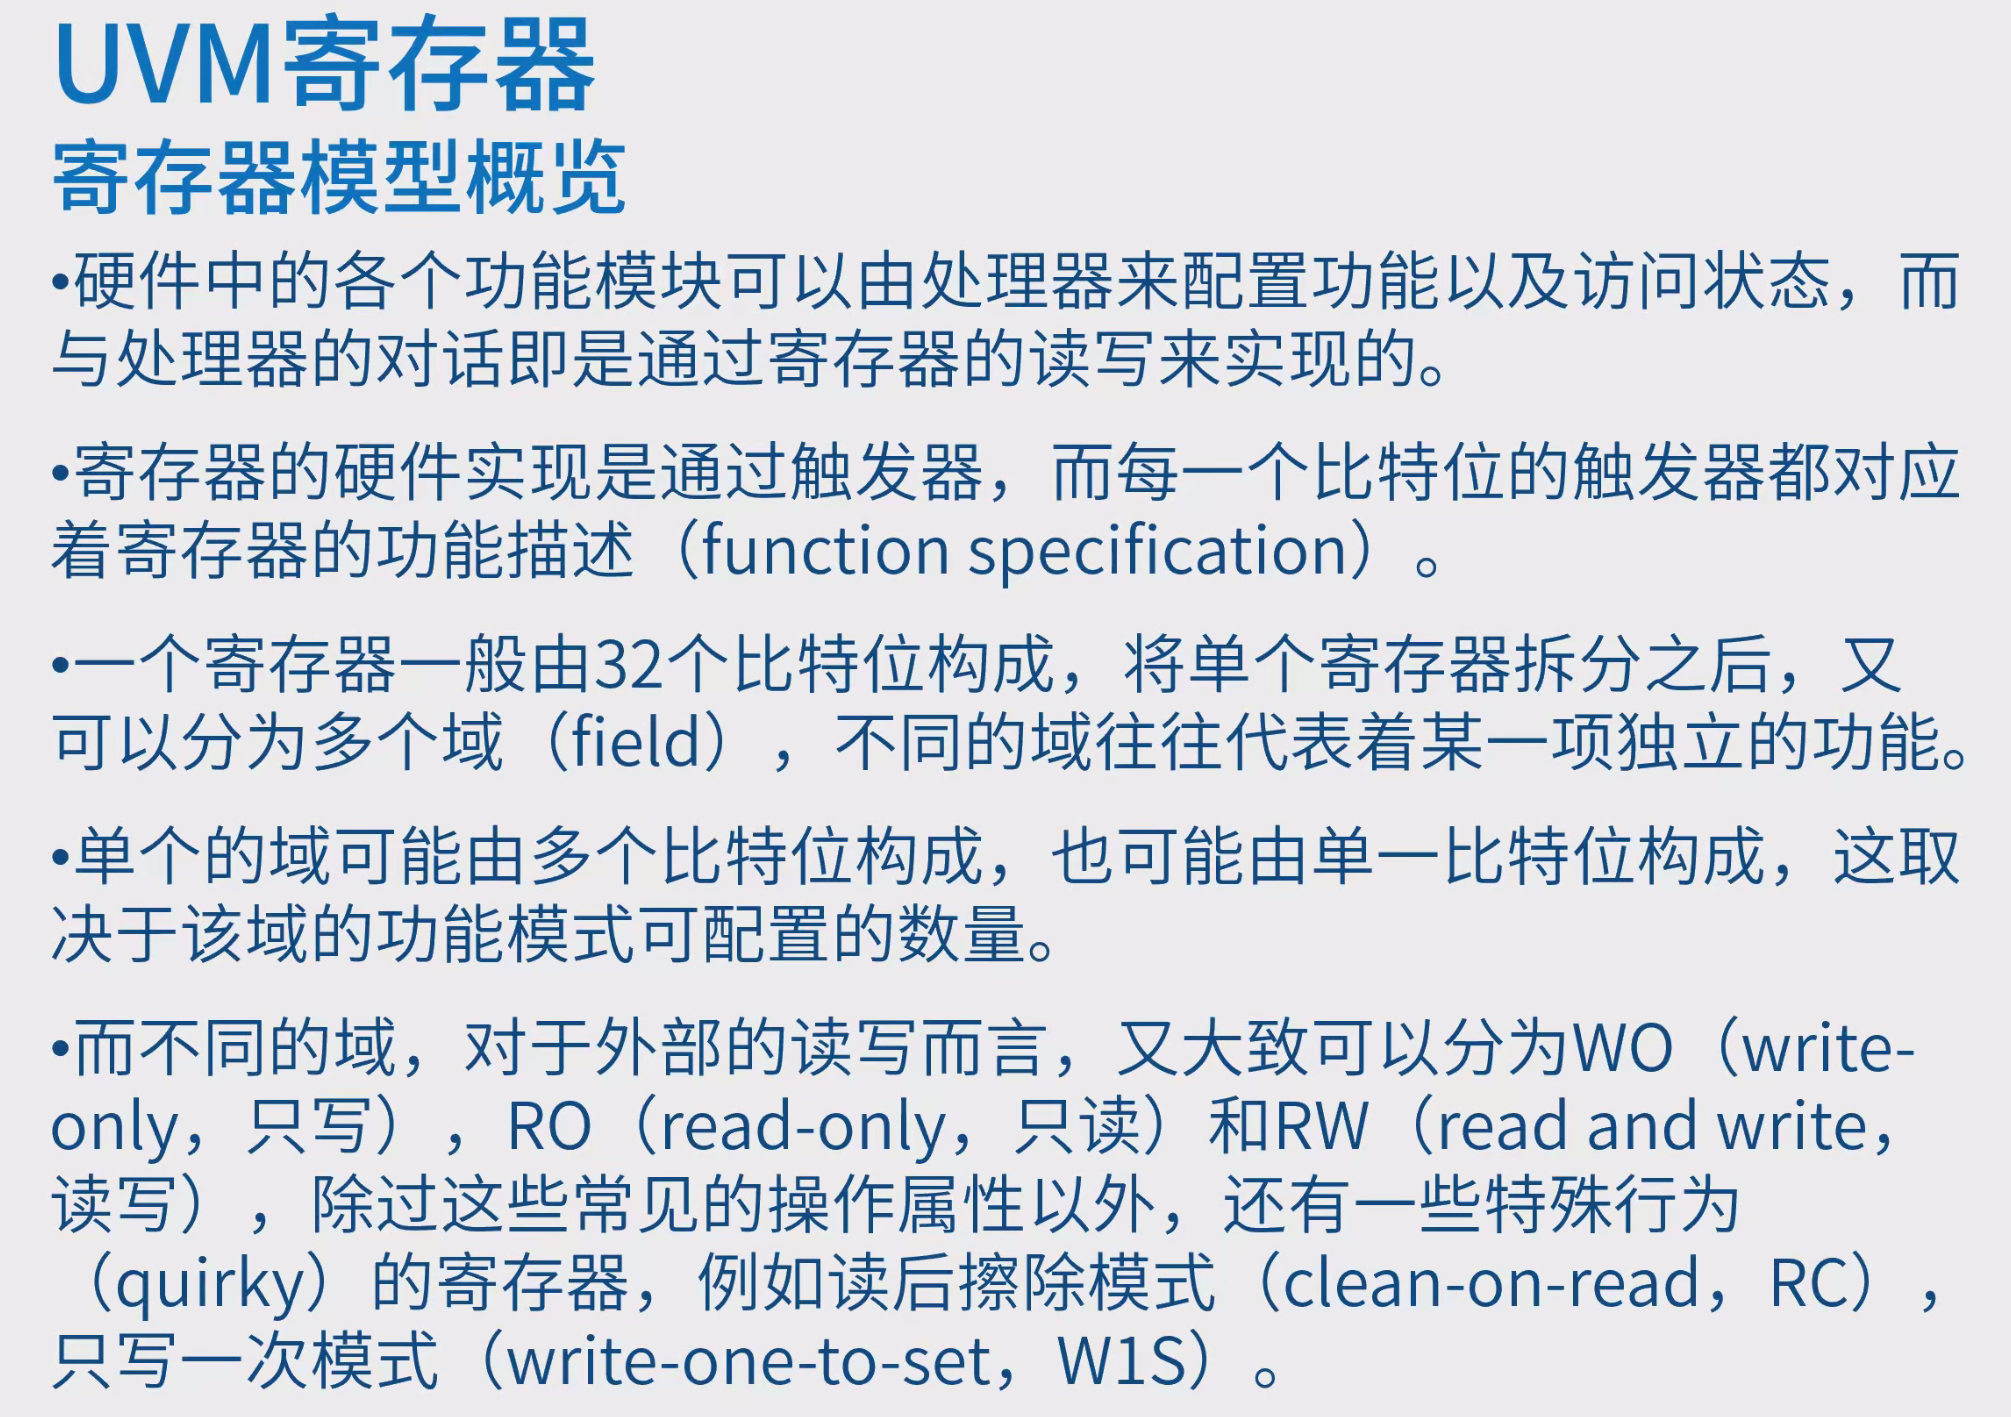 UVM寄存器
寄存器模型概览
•硬件中的各个功能模块可以由处理器来配置功能以及访问状态，而
与处理器的对话即是通过寄存器的读写来实现的。
•寄存器的硬件实现是通过触发器，而每一个比特位的触发器都对应
着寄存器的功能描述（function specification）。
•一个寄存器一般由32个比特位构成，将单个寄存器拆分之后，又
可以分为多个域（field），不同的域往往代表着某一项独立的功能。
•单个的域可能由多个比特位构成，也可能由单一比特位构成，这取
决于该域的功能模式可配置的数量。
•而不同的域，对于外部的读写而言，又大致可以分为WO（write-
only，只写），RO（read-only，只读）和RW（read and write，
读写），除过这些常见的操作属性以外，还有一些特殊行为
（quirky）的寄存器，例如读后擦除模式（clean-on-read，RC），
只写一次模式（write-one-to-set，W1S）。